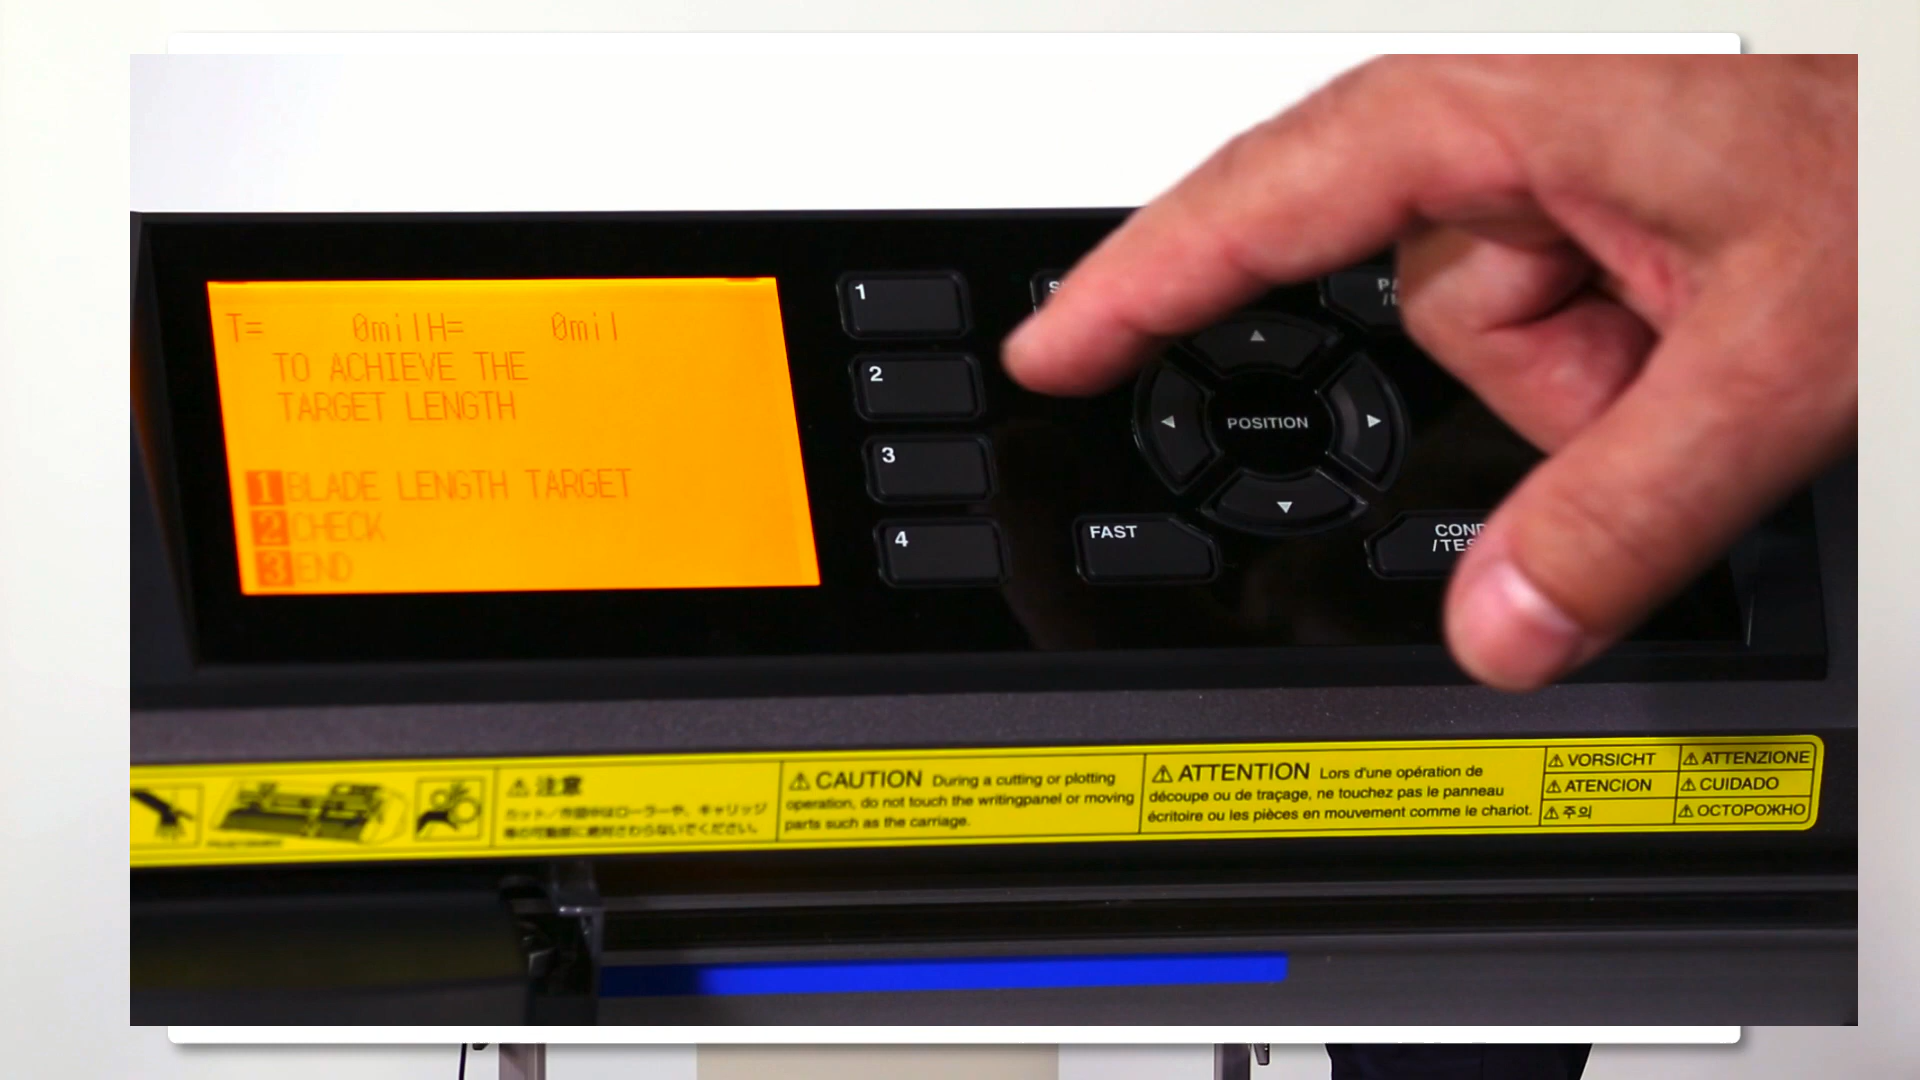 T= 0milH= 0mil
TO ACHIEVE THE
TARGET LENGTH
1 BLADE LENGTH TARGET
2 CHECK
3 END
1
2
3
4
POSITION
FAST
⚠ 注意
カット／作図中はローラーや、キャリッジ
等の可動部に絶対さわらないでください。
⚠ CAUTION During a cutting or plotting
operation, do not touch the writingpanel or moving
parts such as the carriage.
⚠ ATTENTION Lors d'une opération de
découpe ou de traçage, ne touchez pas le panneau
écritoire ou les pièces en mouvement comme le chariot.
⚠ VORSICHT
⚠ ATENCION
⚠ 주의
⚠ ATTENZIONE
⚠ CUIDADO
⚠ ОСТОРОЖНО